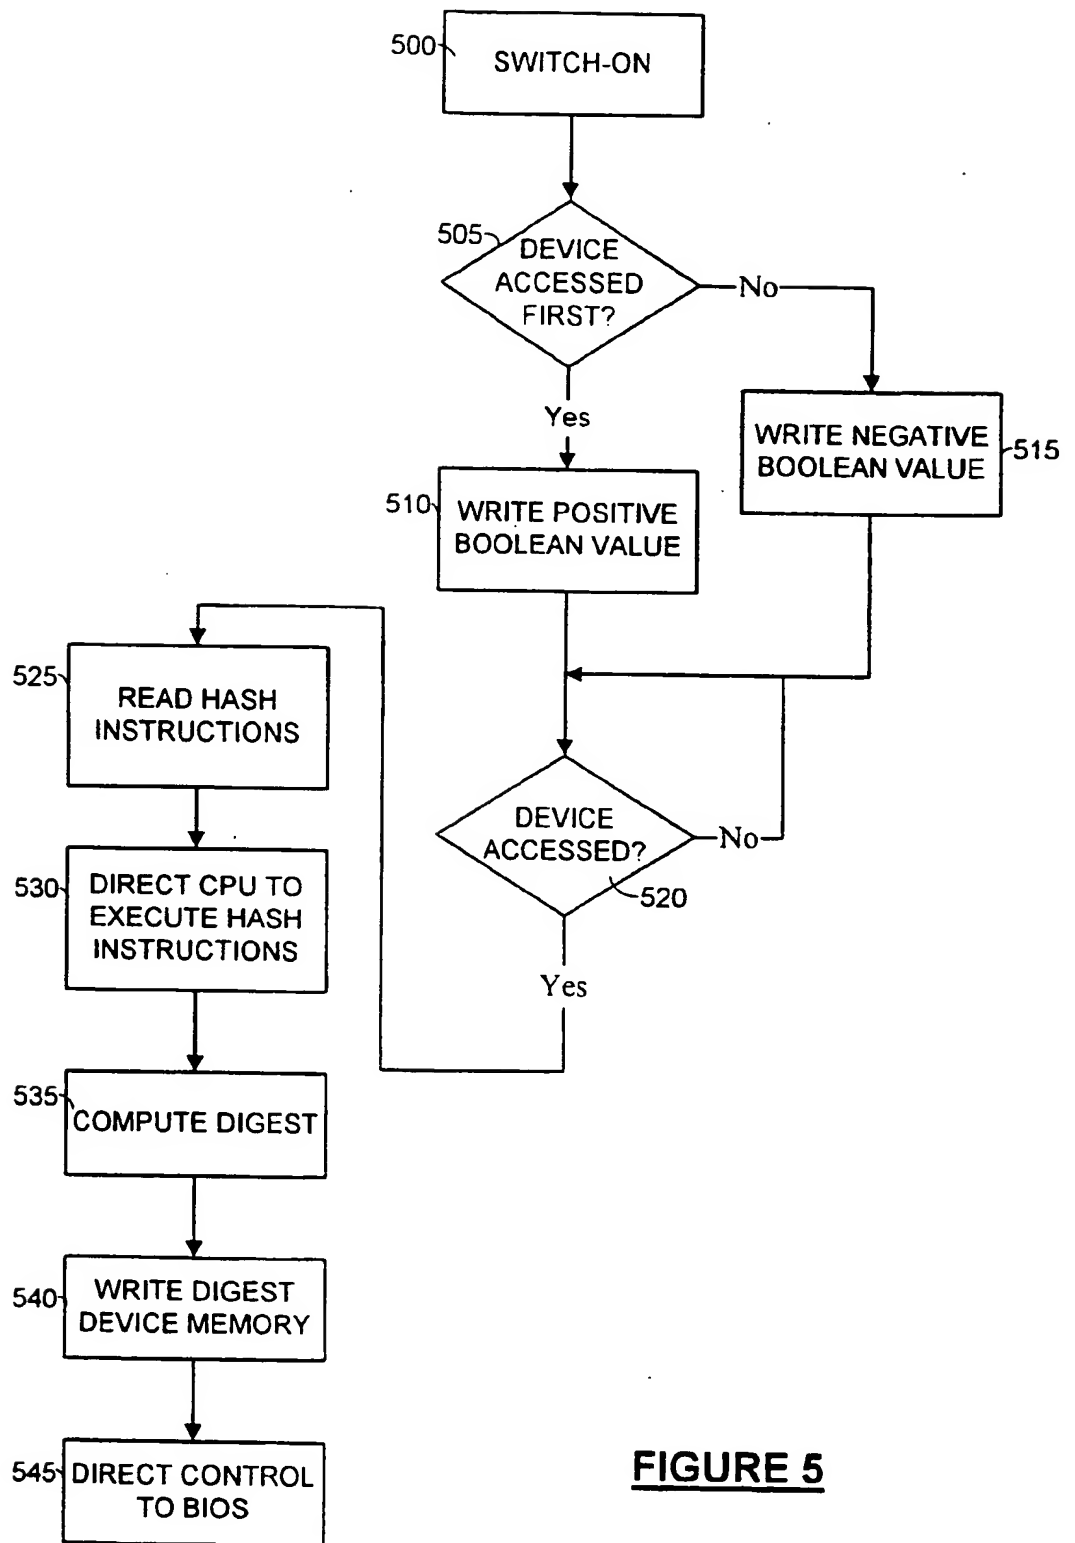 500
SWITCH-ON
505
DEVICE
ACCESSED
FIRST?
No
Yes
WRITE NEGATIVE
BOOLEAN VALUE
515
510
WRITE POSITIVE
BOOLEAN VALUE
525
READ HASH
INSTRUCTIONS
DEVICE
ACCESSED?
No
520
Yes
530
DIRECT CPU TO
EXECUTE HASH
INSTRUCTIONS
535
COMPUTE DIGEST
540
WRITE DIGEST
DEVICE MEMORY
545
DIRECT CONTROL
TO BIOS
FIGURE 5